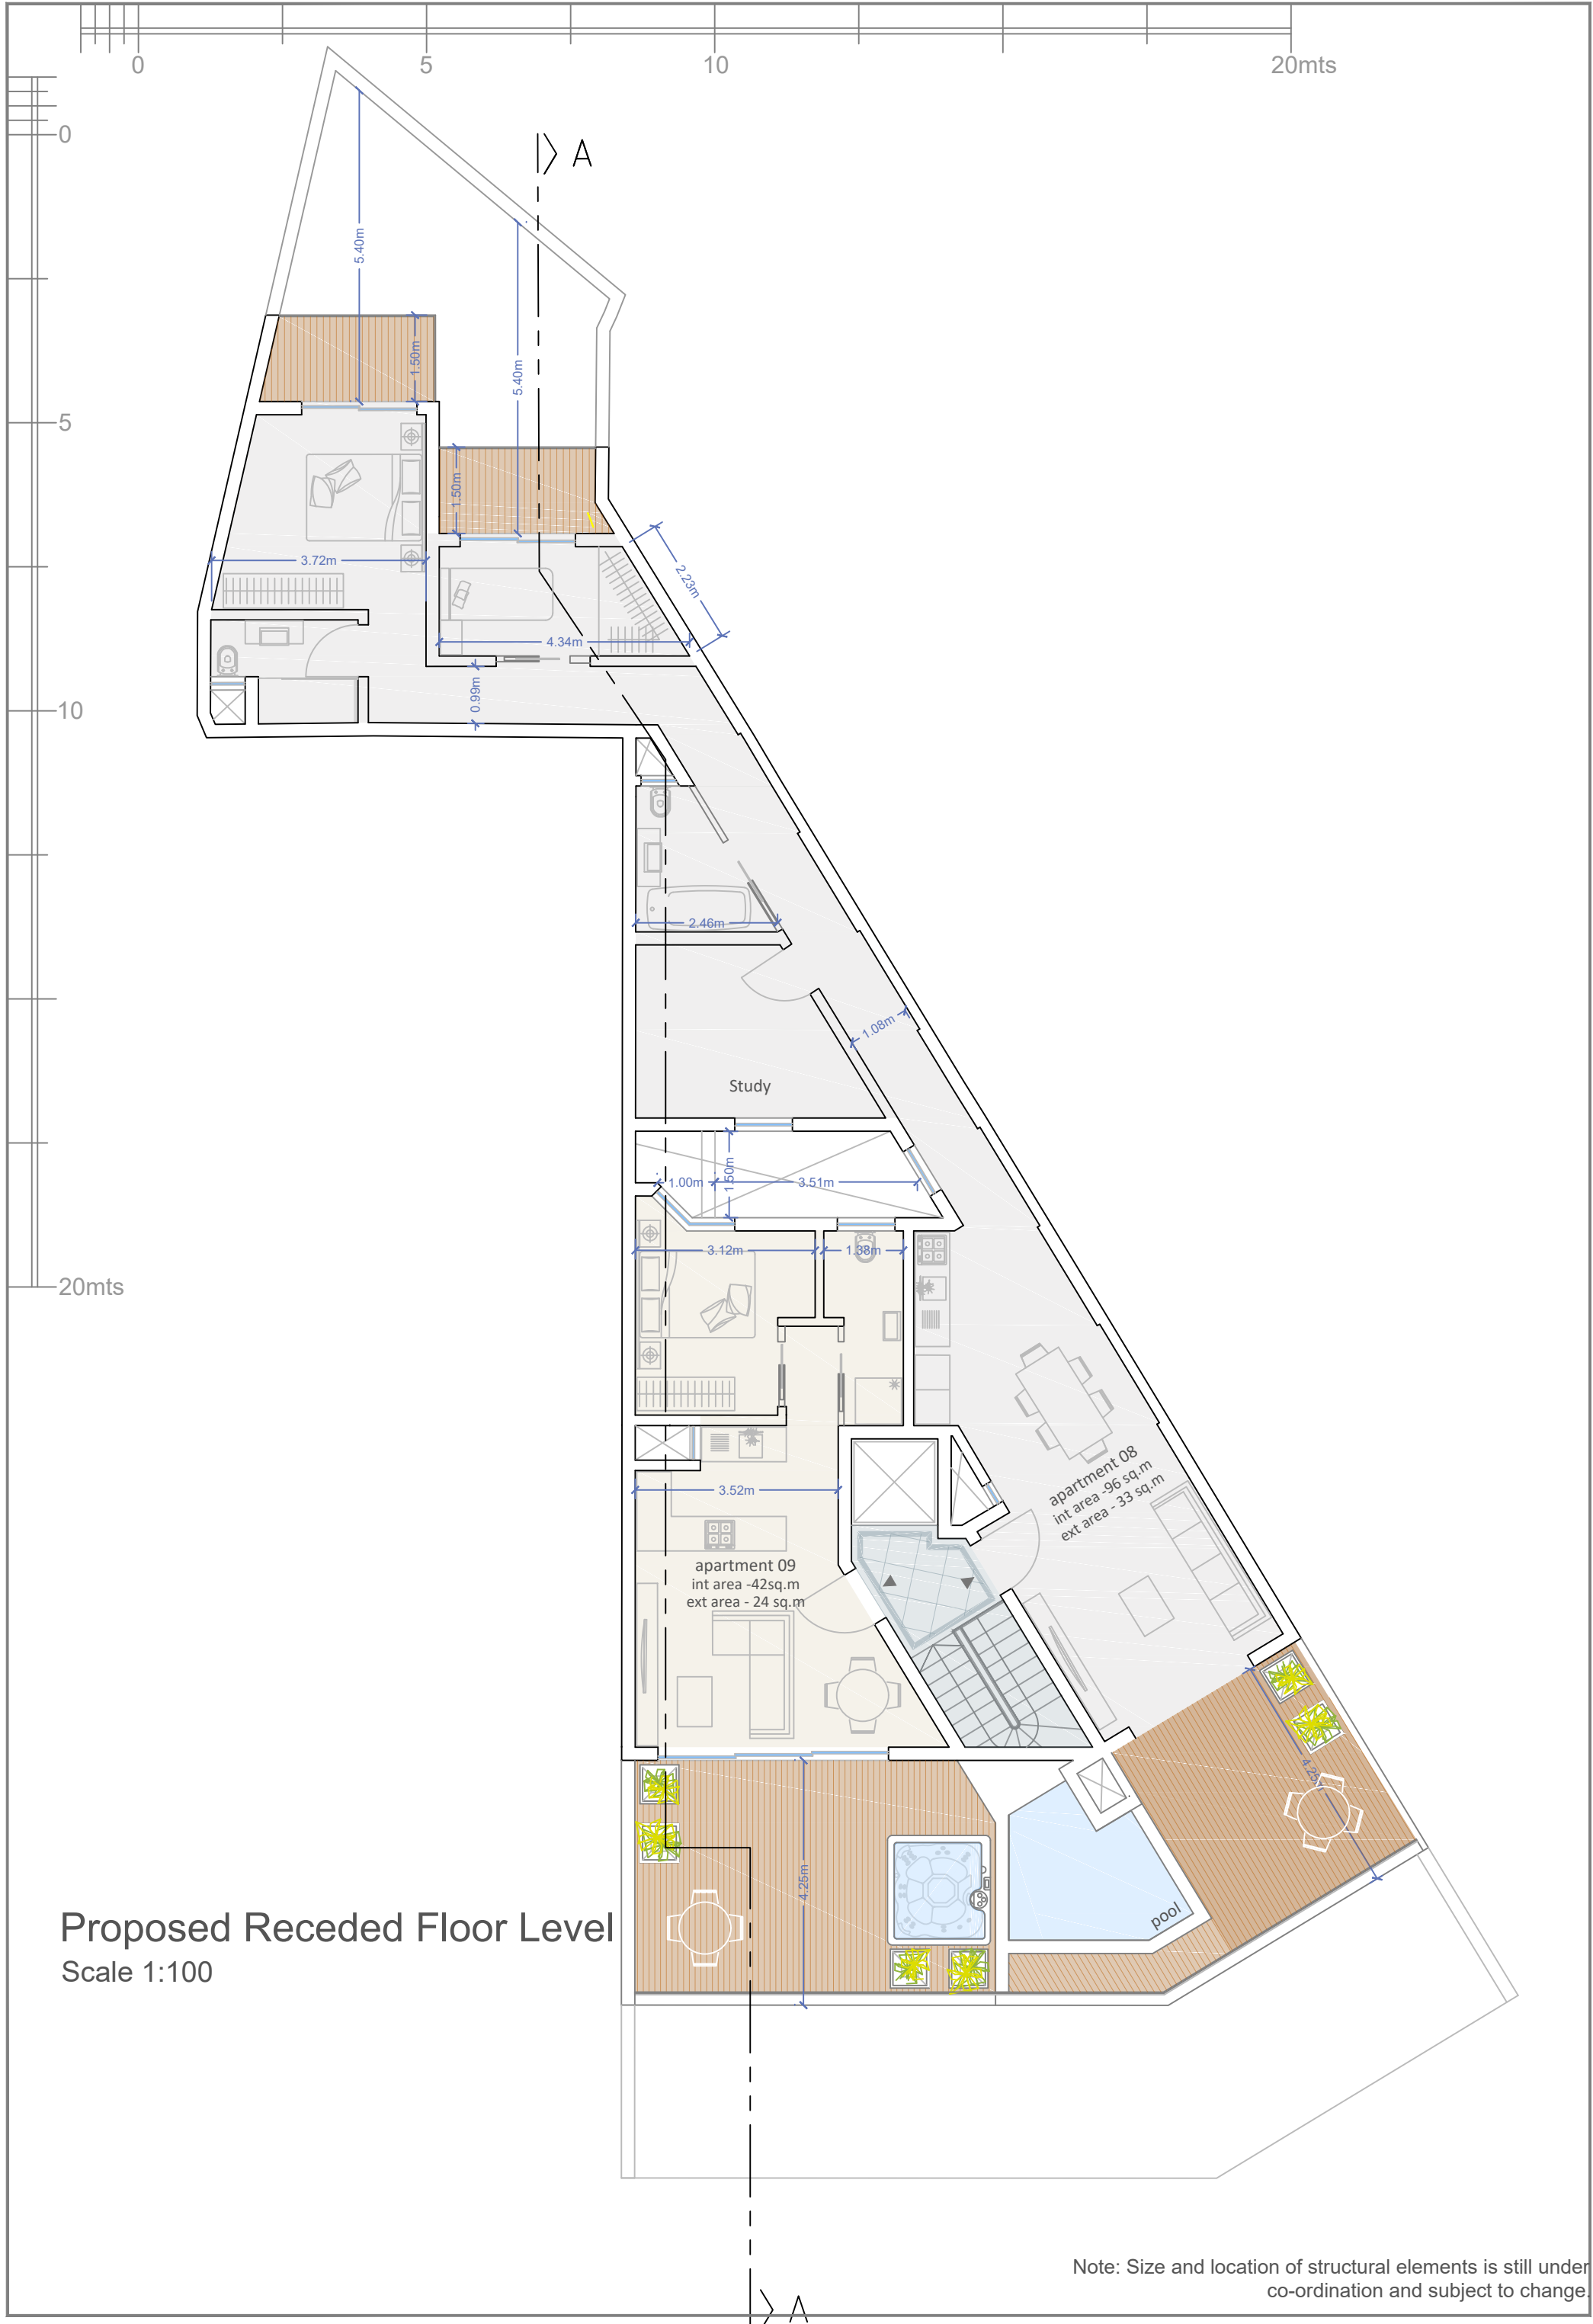 0
5
10
20mts
0
5
10
20mts
A
5.40m
5.40m
1.50m
1.50m
3.72m
2.23m
4.34m
0.99m
2.46m
1.08m
Study
1.00m
1.50m
3.51m
3.12m
1.38m
3.52m
apartment 08
int area -96 sq.m
ext area - 33 sq.m
apartment 09
int area -42sq.m
ext area - 24 sq.m
4.25m
4.25m
pool
Proposed Receded Floor Level
Scale 1:100
Note: Size and location of structural elements is still under
co-ordination and subject to change.
A